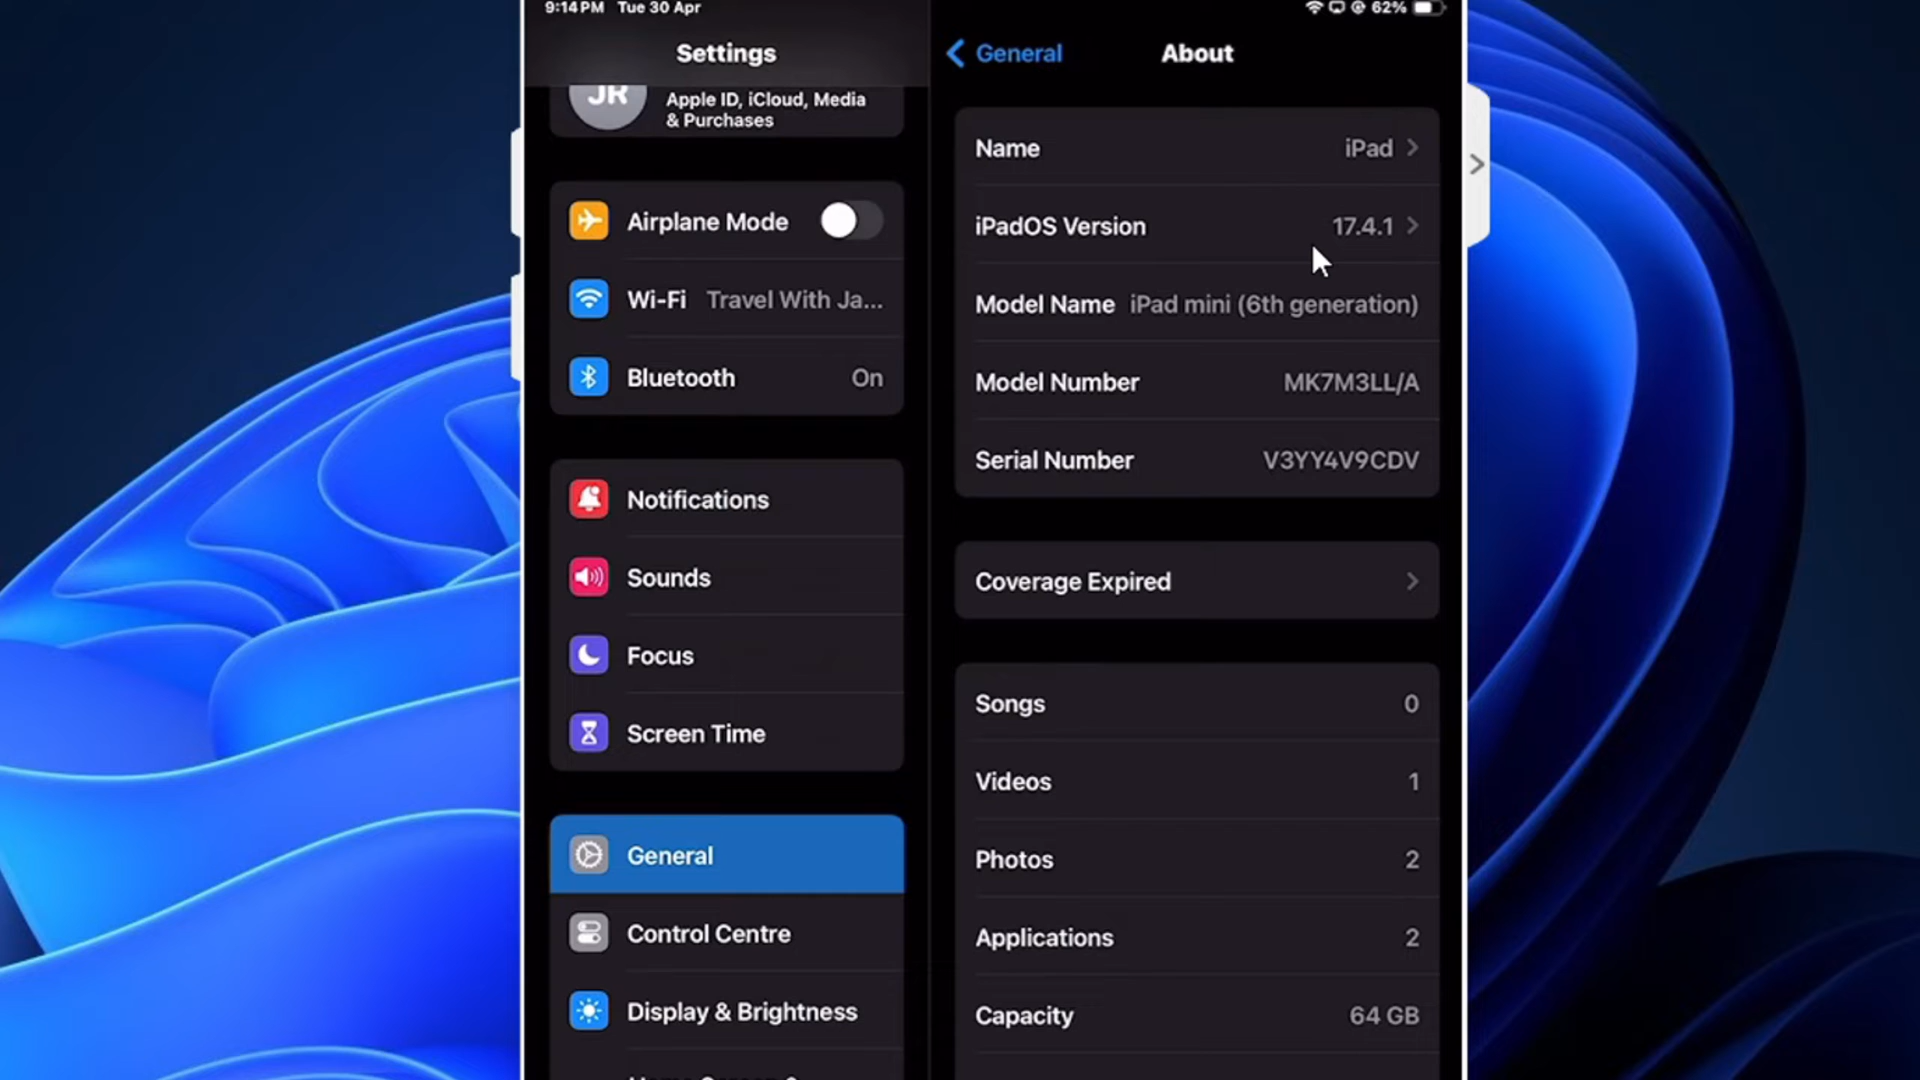 9:14 PM Tue 30 Apr
62%
Settings
JR
Apple ID, iCloud, Media
& Purchases
Airplane Mode
Wi-Fi Travel With Ja...
Bluetooth On
Notifications
Sounds
Focus
Screen Time
General
Control Centre
Display & Brightness
General
About
Name iPad
iPadOS Version 17.4.1
Model Name iPad mini (6th generation)
Model Number MK7M3LL/A
Serial Number V3YY4V9CDV
Coverage Expired
Songs 0
Videos 1
Photos 2
Applications 2
Capacity 64 GB